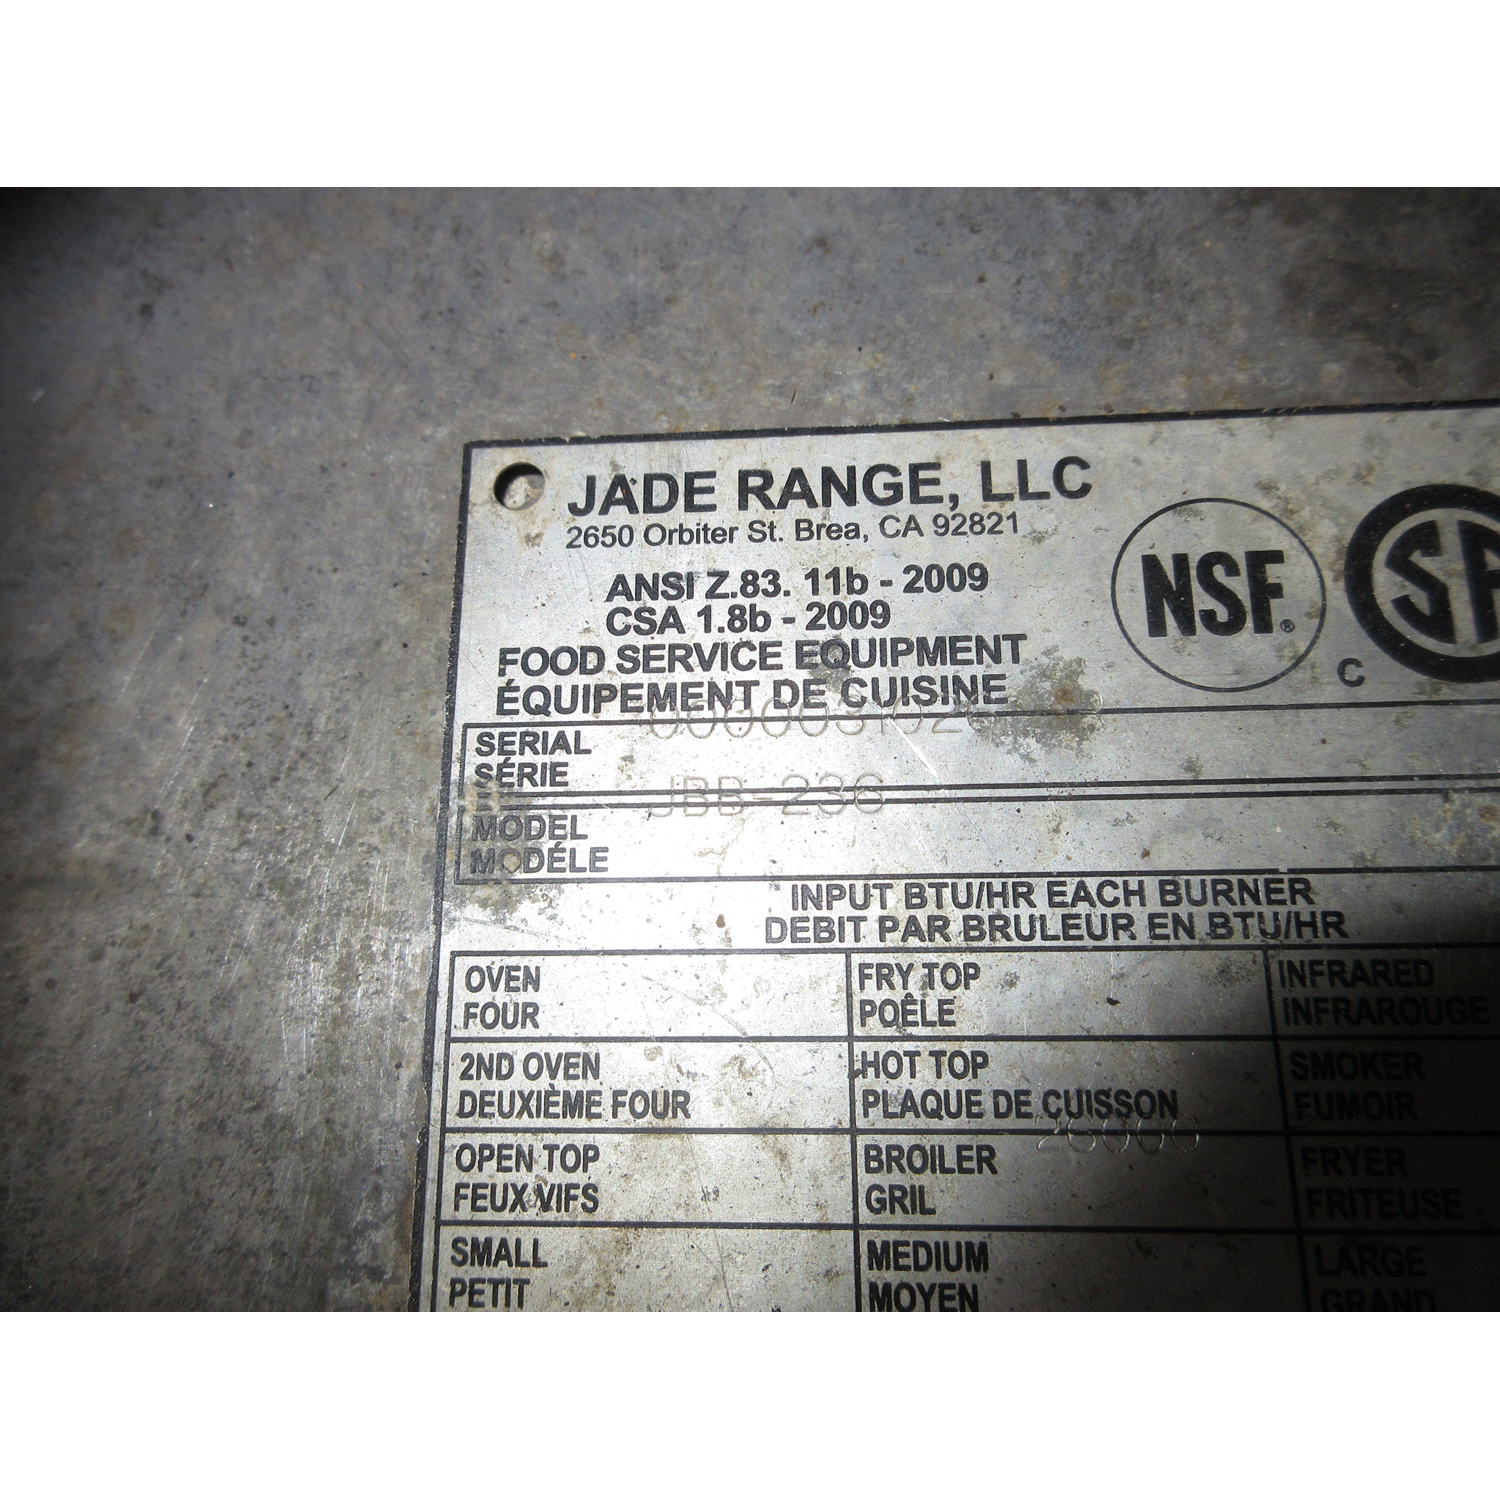 JADE RANGE, LLC
2650 Orbiter St. Brea, CA 92821
ANSI Z.83. 11b - 2009
CSA 1.8b - 2009
FOOD SERVICE EQUIPMENT
ÉQUIPEMENT DE CUISINE
NSF®
C SA
SERIAL
SÉRIE
JBB-236
MODEL
MODÉLE
INPUT BTU/HR EACH BURNER
DEBIT PAR BRULEUR EN BTU/HR
OVEN FRY TOP INFRARED
FOUR POÊLE INFRAROUGE
2ND OVEN HOT TOP SMOKER
DEUXIÈME FOUR PLAQUE DE CUISSON FUMOIR
26000
OPEN TOP BROILER FRYER
FEUX VIFS GRIL FRITEUSE
SMALL MEDIUM LARGE
PETIT MOYEN GRAND